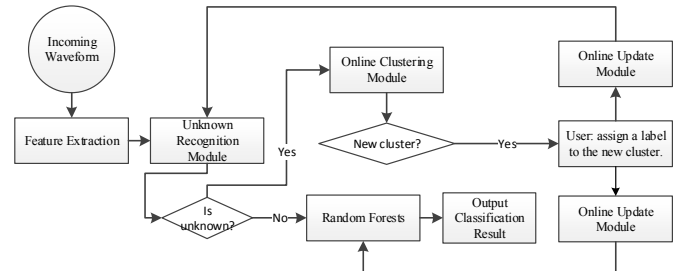 Incoming
Waveform
Feature Extraction
Unknown
Recognition
Module
Is
unknown?
Yes
No
Online Clustering
Module
New cluster?
Yes
Random Forests
Output
Classification
Result
Online Update
Module
User: assign a label
to the new cluster.
Online Update
Module